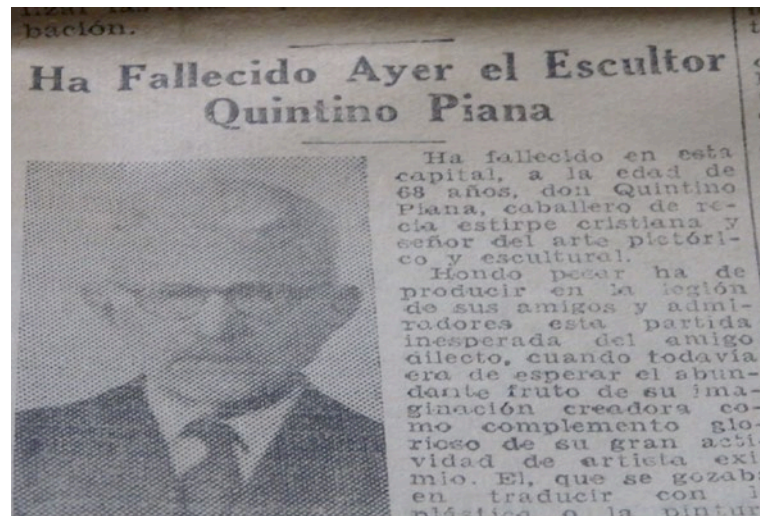 bación.
Ha Fallecido Ayer el Escultor
Quintino Piana
Ha fallecido en esta
capital, a la edad de
68 años, don Quintino
Piana, caballero de re-
cia estirpe cristiana y
señor del arte pictóri-
co y escultural.
Hondo pesar ha de
producir en la legión
de sus amigos y admi-
radores esta partida
inesperada del amigo
dilecto, cuando todavía
era de esperar el abun-
dante fruto de su ima-
ginación creadora co-
mo complemento glo-
rioso de su gran acti-
vidad de artista exi
mio. El, que se gozab
en traducir con l
plástica o la pintur